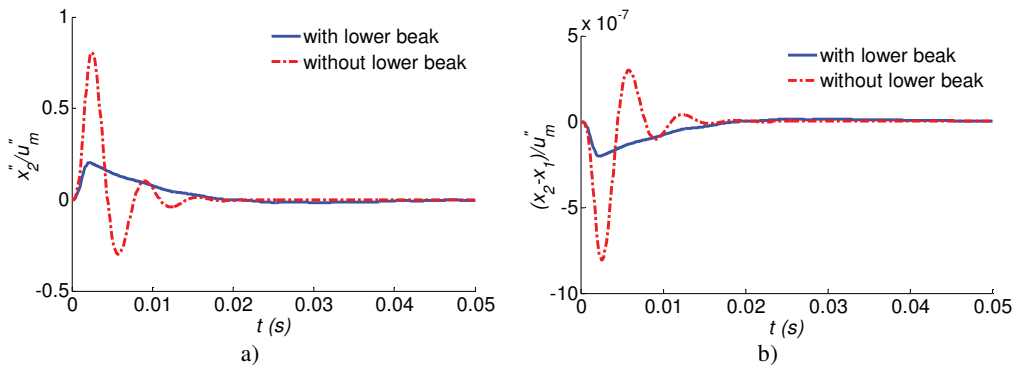 1
with lower beak
without lower beak
0.5
x₂''/u''ₘ
0
-0.5
0 0.01 0.02 0.03 0.04 0.05
t (s)
a)
5 x 10⁻⁷
with lower beak
without lower beak
0
(x₂-x₁)/u''ₘ
-5
-10
0 0.01 0.02 0.03 0.04 0.05
t (s)
b)